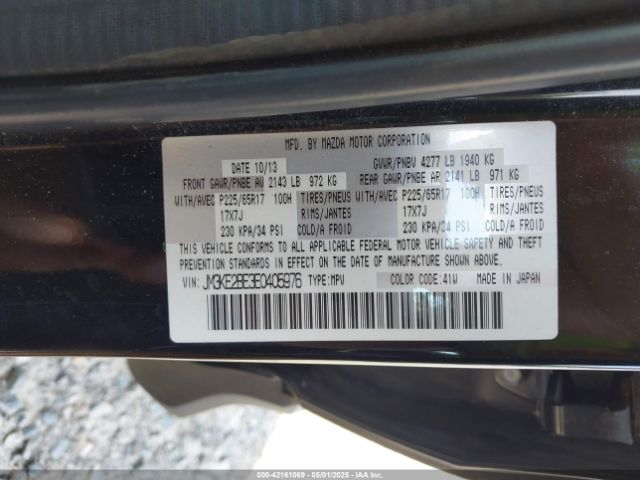 MFD. BY MAZDA MOTOR CORPORATION
DATE 10/13 GVWR/PNBV 4277 LB 1940 KG
FRONT GAWR/PNBE AV 2143 LB 972 KG REAR GAWR/PNBE AR 2141 LB 971 KG
WITH/AVEC P225/65R17 100H TIRES/PNEUS WITH/AVEC P225/65R17 100H TIRES/PNEUS
17X7J RIMS/JANTES 17X7J RIMS/JANTES
230 KPA/34 PSI COLD/A FROID 230 KPA/34 PSI COLD/A FROID
THIS VEHICLE CONFORMS TO ALL APPLICABLE FEDERAL MOTOR VEHICLE SAFETY AND THEFT
PREVENTION STANDARDS IN EFFECT ON THE DATE OF MANUFACTURE SHOWN ABOVE.
VIN: JM3KE2BE3E0405976 TYPE: MPV COLOR CODE: 41W MADE IN JAPAN
000-42161069 - 05/01/2025 - IAAI.COM